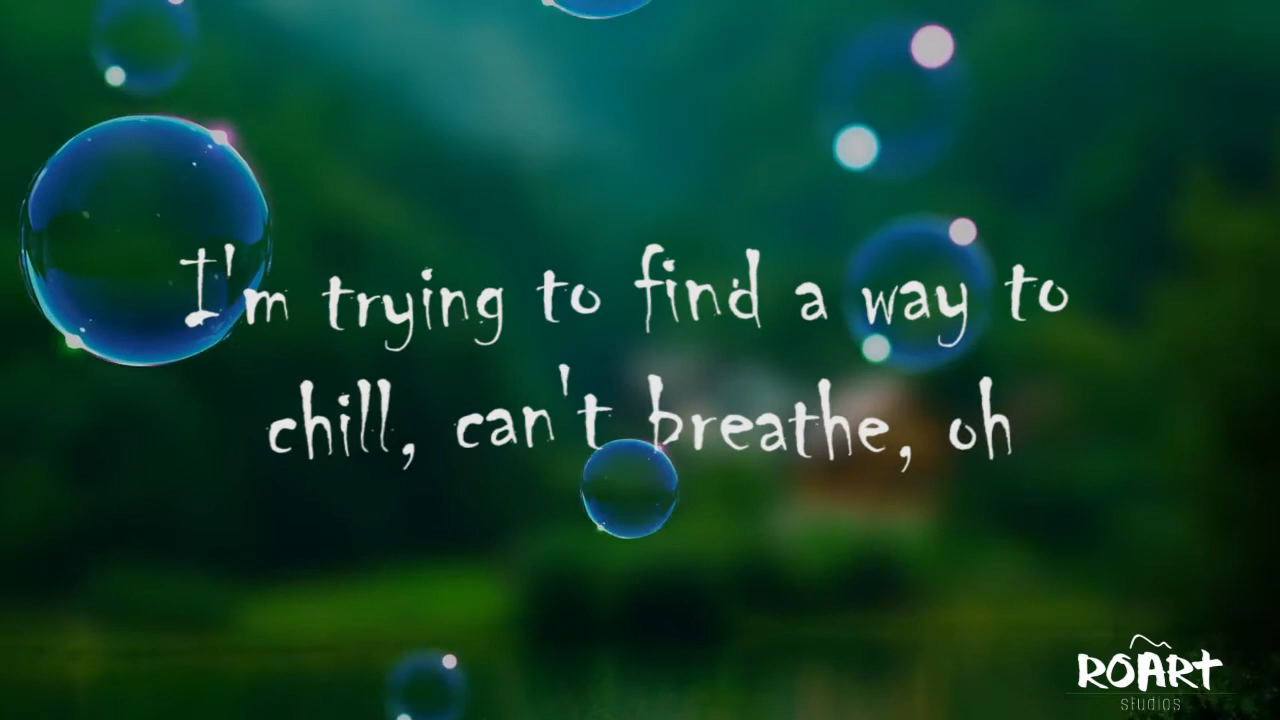 I'm trying to find a way to
chill, can't breathe, oh
ROART
studios